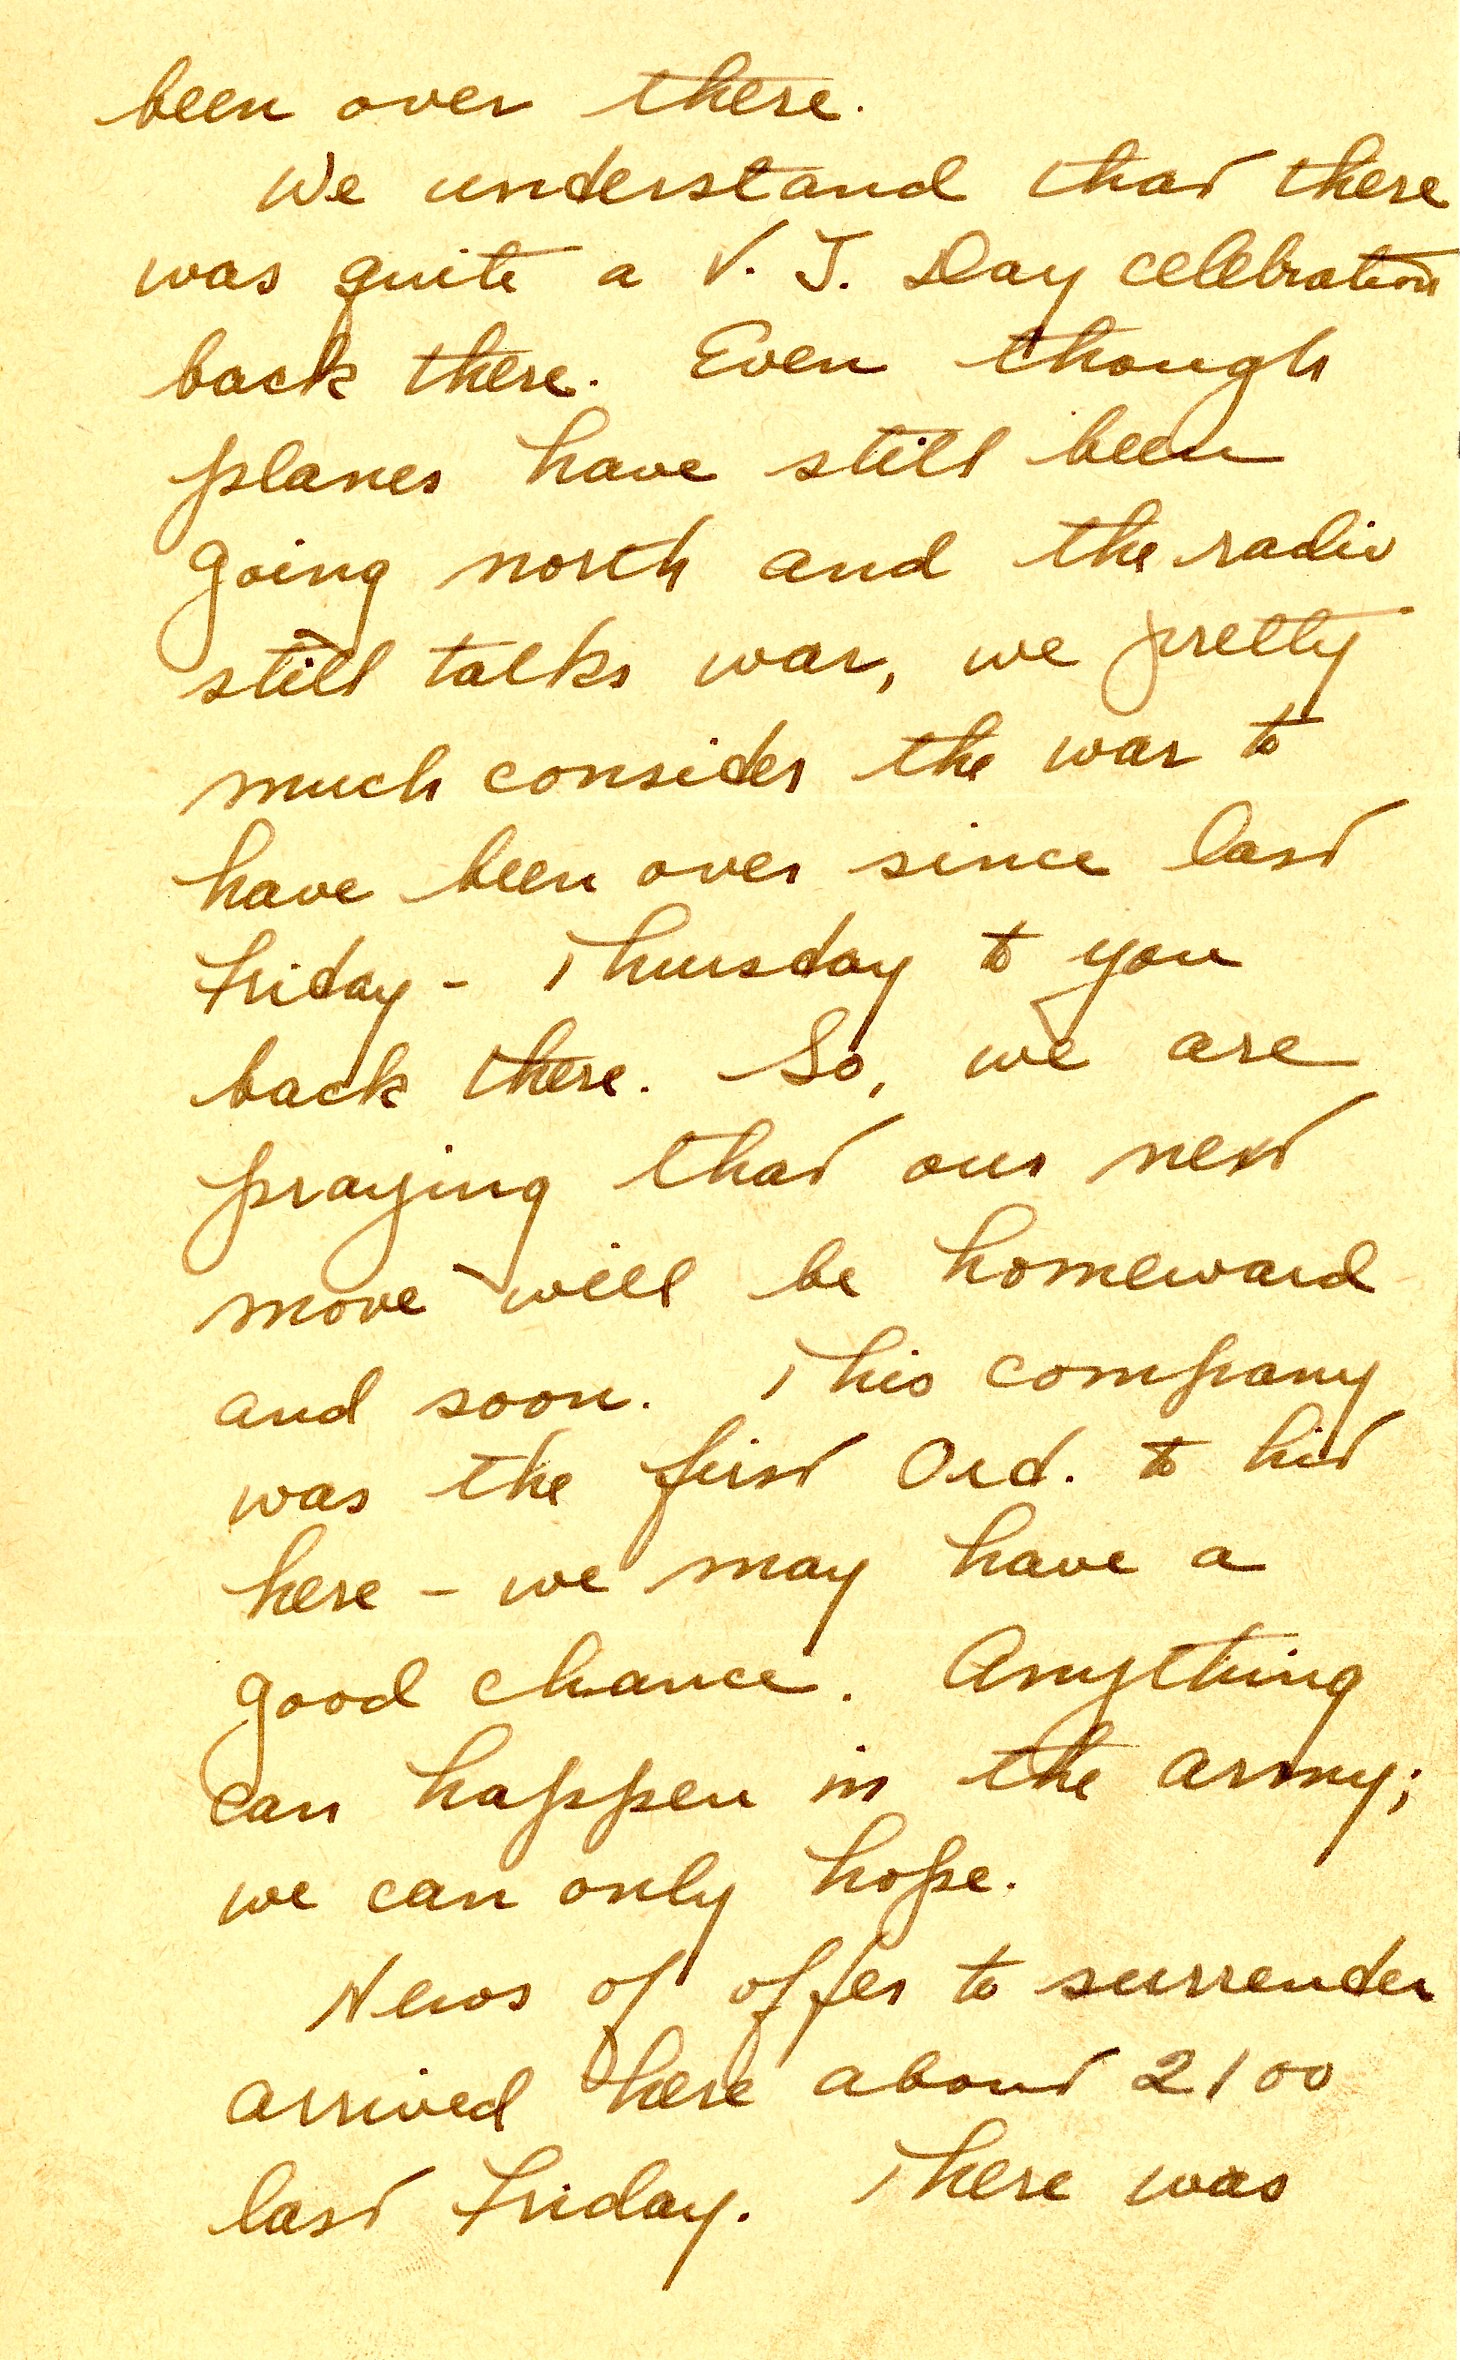 been over there.
We understand that there
was quite a V. J. Day celebration
back there. Even though
planes have still been
going north and the radio
still talks war, we pretty
much consider the war to
have been over since last
Friday - Thursday to you
back there. So, we are
praying that our next
move will be homeward
and soon. This company
was the first Ord. to hit
here - we may have a
good chance. Anything
can happen in the army;
we can only hope.
News of offer to surrender
arrived here about 2100
last Friday. There was